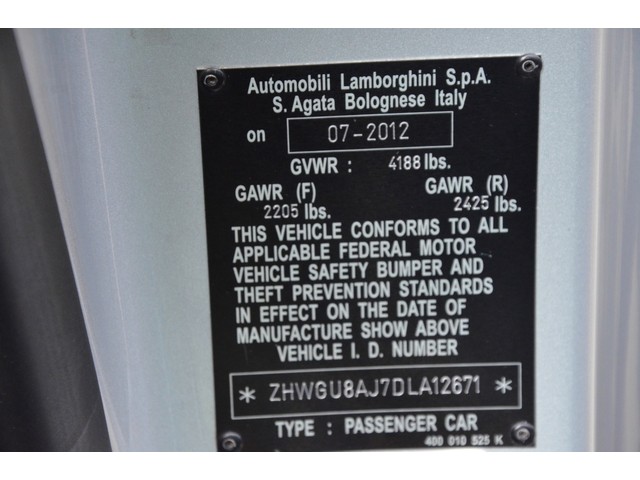 Automobili Lamborghini S.p.A.
S. Agata Bolognese Italy
on 07-2012
GVWR : 4188 lbs.
GAWR (F) GAWR (R)
2205 lbs. 2425 lbs.
THIS VEHICLE CONFORMS TO ALL
APPLICABLE FEDERAL MOTOR
VEHICLE SAFETY BUMPER AND
THEFT PREVENTION STANDARDS
IN EFFECT ON THE DATE OF
MANUFACTURE SHOW ABOVE
VEHICLE I. D. NUMBER
* ZHWGU8AJ7DLA12671 *
TYPE : PASSENGER CAR
400 010 525 K